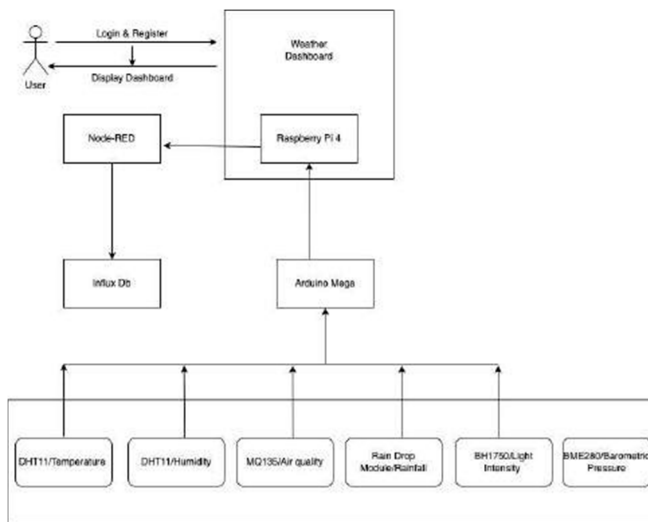 Login & Register
Display Dashboard
User
Weather
Dashboard
Node-RED
Raspberry Pi 4
Influx Db
Arduino Mega
DHT11/Temperature
DHT11/Humidity
MQ135/Air quality
Rain Drop
Module/Rainfall
BH1750/Light
Intensity
BME280/Barometric
Pressure